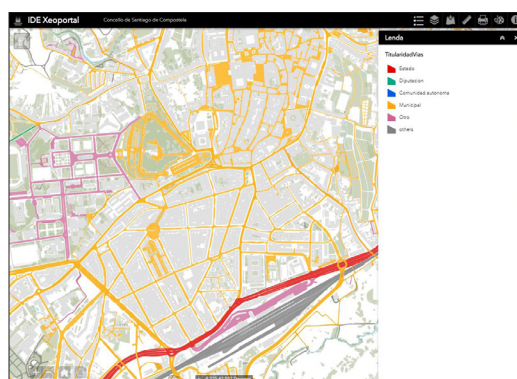 IDE Xeoportal
Concello de Santiago de Compostela
Lenda
TitularidadVias
Estado
Diputacion
Comunidad autonoma
Municipal
Otro
others